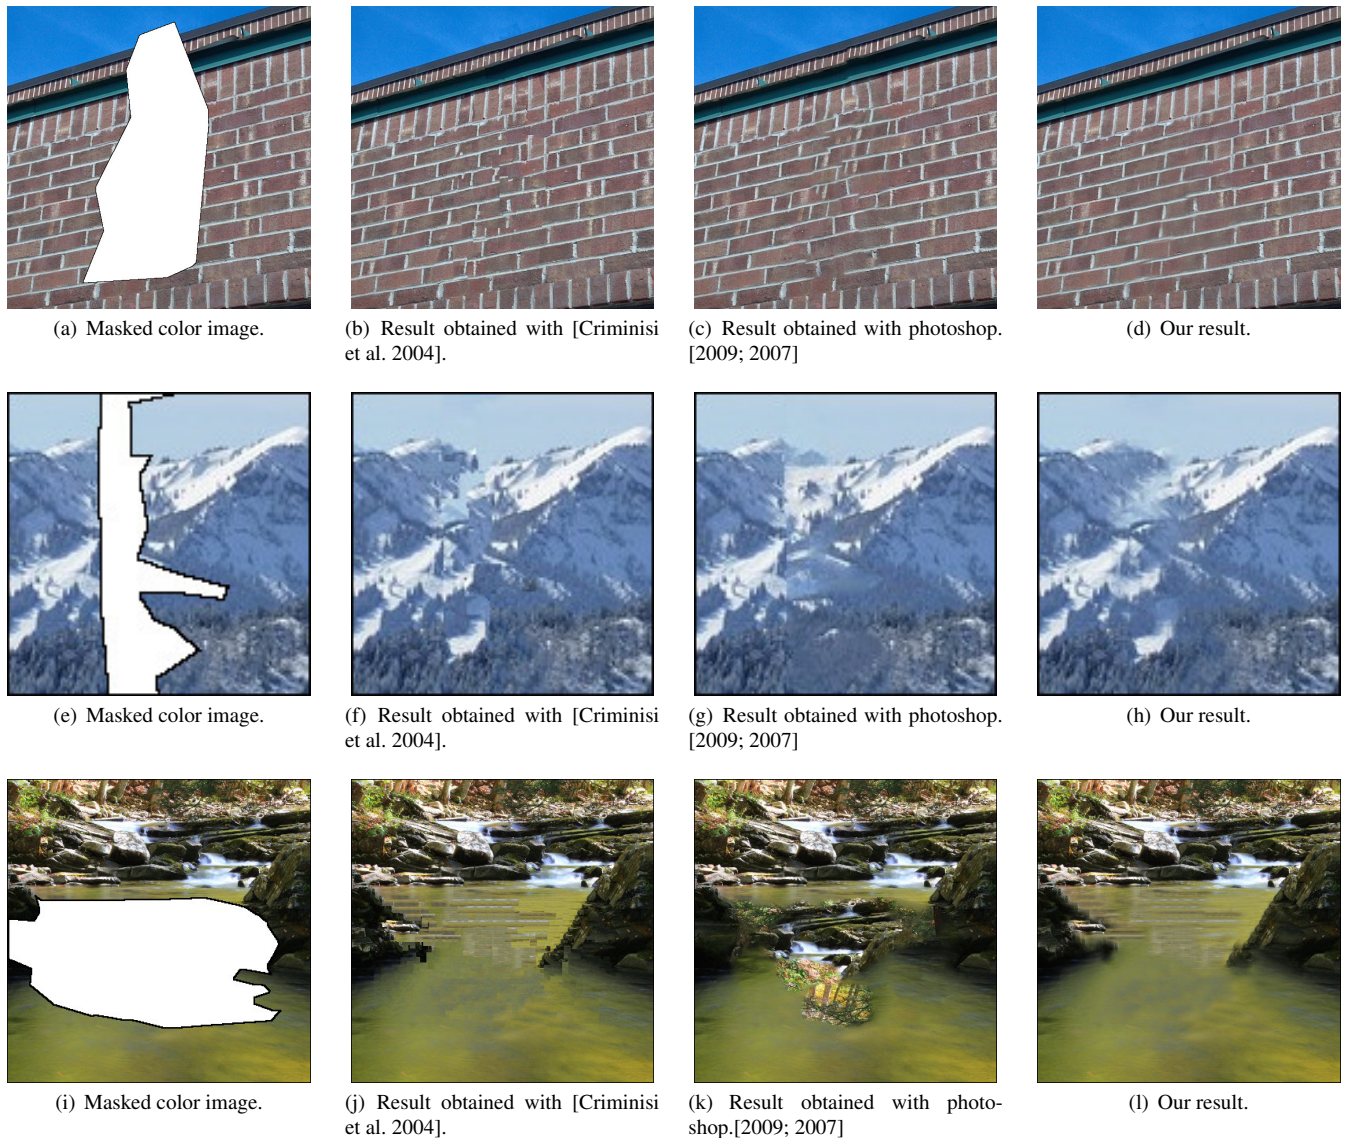 (a) Masked color image.
(b) Result obtained with [Criminisi
et al. 2004].
(c) Result obtained with photoshop.
[2009; 2007]
(d) Our result.
(e) Masked color image.
(f) Result obtained with [Criminisi
et al. 2004].
(g) Result obtained with photoshop.
[2009; 2007]
(h) Our result.
(i) Masked color image.
(j) Result obtained with [Criminisi
et al. 2004].
(k) Result obtained with photo-
shop.[2009; 2007]
(l) Our result.